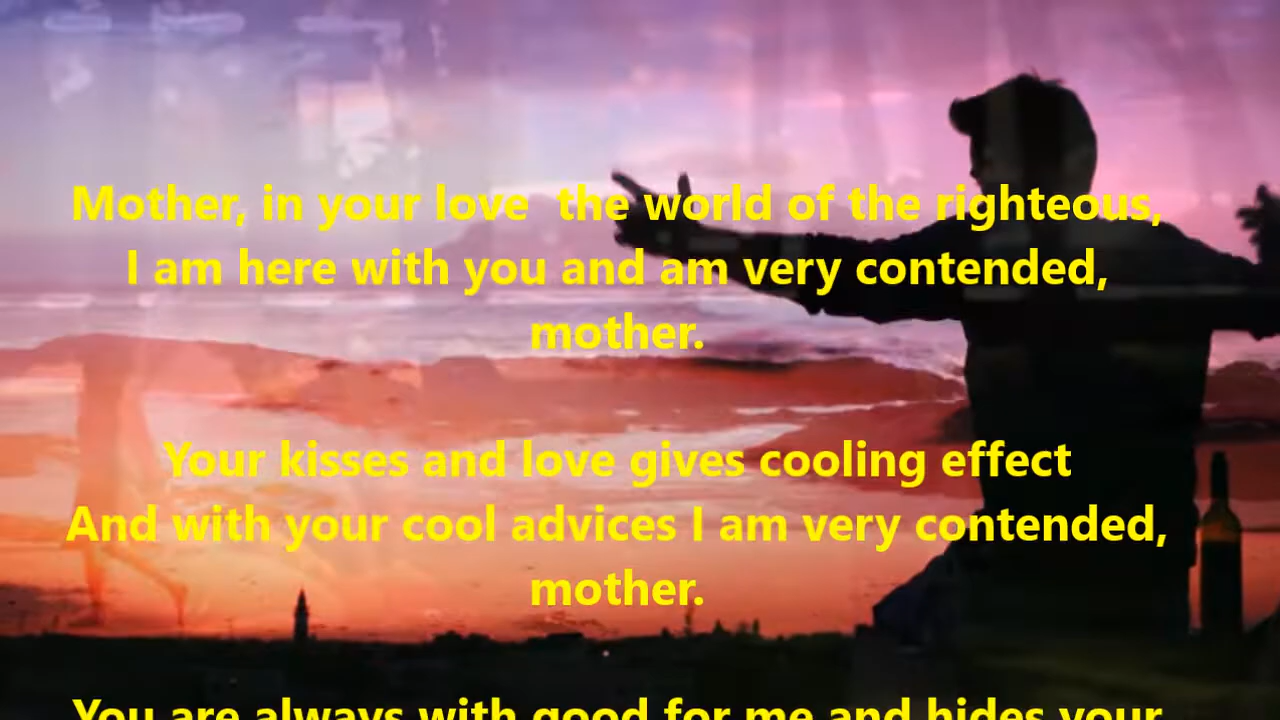 Mother, in your love  the world of the righteous,
I am here with you and am very contended,
mother.
Your kisses and love gives cooling effect
And with your cool advices I am very contended,
mother.
You are always with good for me and hides your